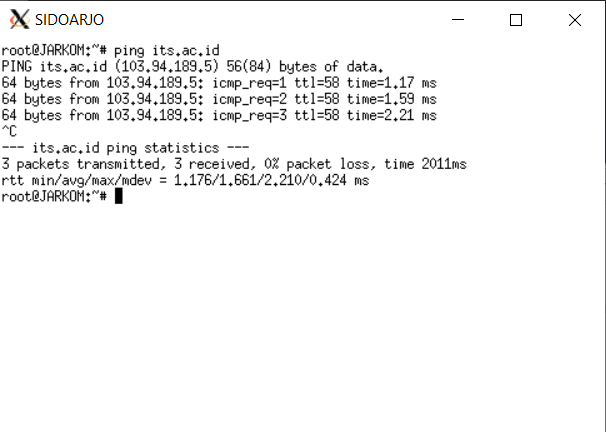 SIDOARJO
root@JARKOM:~# ping its.ac.id
PING its.ac.id (103.94.189.5) 56(84) bytes of data.
64 bytes from 103.94.189.5: icmp_req=1 ttl=58 time=1.17 ms
64 bytes from 103.94.189.5: icmp_req=2 ttl=58 time=1.59 ms
64 bytes from 103.94.189.5: icmp_req=3 ttl=58 time=2.21 ms
^C
--- its.ac.id ping statistics ---
3 packets transmitted, 3 received, 0% packet loss, time 2011ms
rtt min/avg/max/mdev = 1.176/1.661/2.210/0.424 ms
root@JARKOM:~#